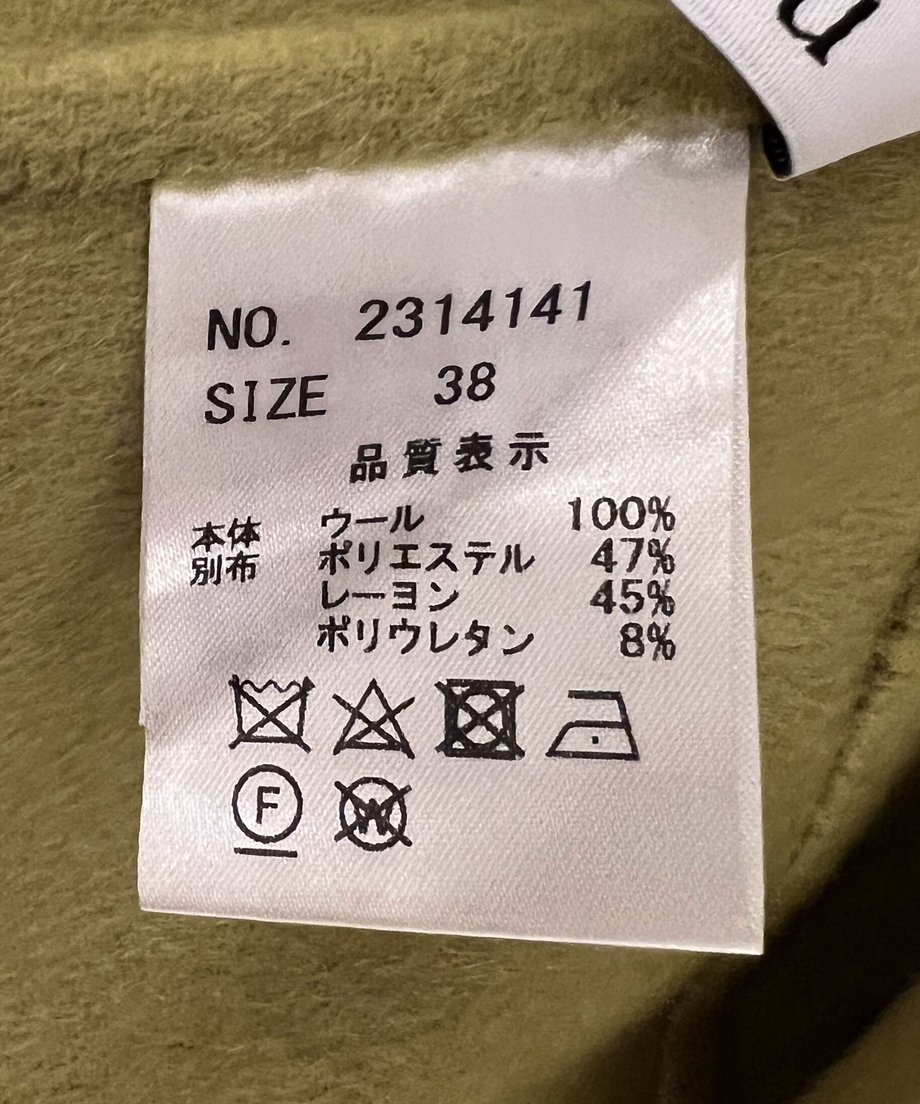 u
NO. 2314141
SIZE 38
品質表示
本体 ウール 100%
別布 ポリエステル 47%
レーヨン 45%
ポリウレタン 8%
F W